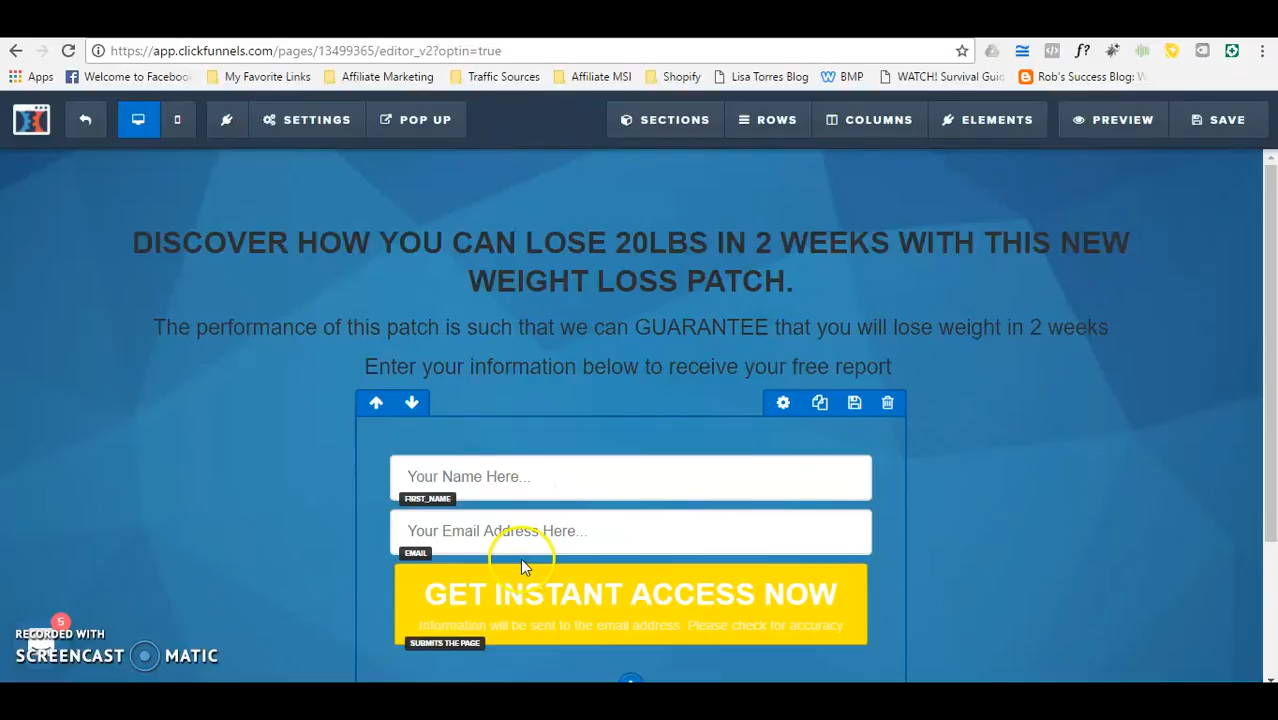 https://app.clickfunnels.com/pages/13499365/editor_v2?optin=true
f?
Apps
Welcome to Faceboo
My Favorite Links
Affiliate Marketing
Traffic Sources
Affiliate MSI
Shopify
Lisa Torres Blog
BMP
WATCH! Survival Guid
Rob's Success Blog: W
SETTINGS
POP UP
SECTIONS
ROWS
COLUMNS
ELEMENTS
PREVIEW
SAVE
DISCOVER HOW YOU CAN LOSE 20LBS IN 2 WEEKS WITH THIS NEW
WEIGHT LOSS PATCH.
The performance of this patch is such that we can GUARANTEE that you will lose weight in 2 weeks
Enter your information below to receive your free report
Your Name Here...
FIRST_NAME
Your Email Address Here...
EMAIL
GET INSTANT ACCESS NOW
Information will be sent to the email address. Please check for accuracy
SUBMITS THE PAGE
5
RECORDED WITH
SCREENCAST MATIC